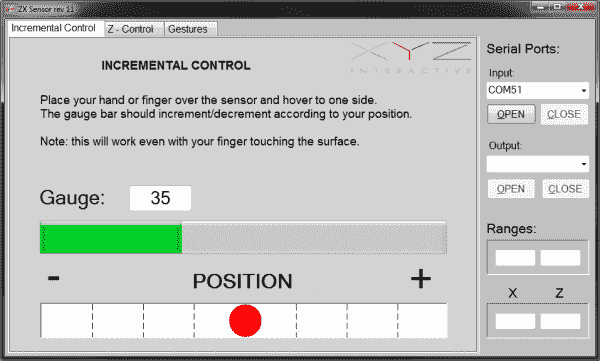 ZX Sensor rev 11
Incremental Control
Z - Control
Gestures
XYZ
INTERACTIVE
INCREMENTAL CONTROL
Place your hand or finger over the sensor and hover to one side.
The gauge bar should increment/decrement according to your position.
Note: this will work even with your finger touching the surface.
Gauge: 35
- POSITION +
Serial Ports:
Input:
COM51
OPEN CLOSE
Output:
OPEN CLOSE
Ranges:
X Z